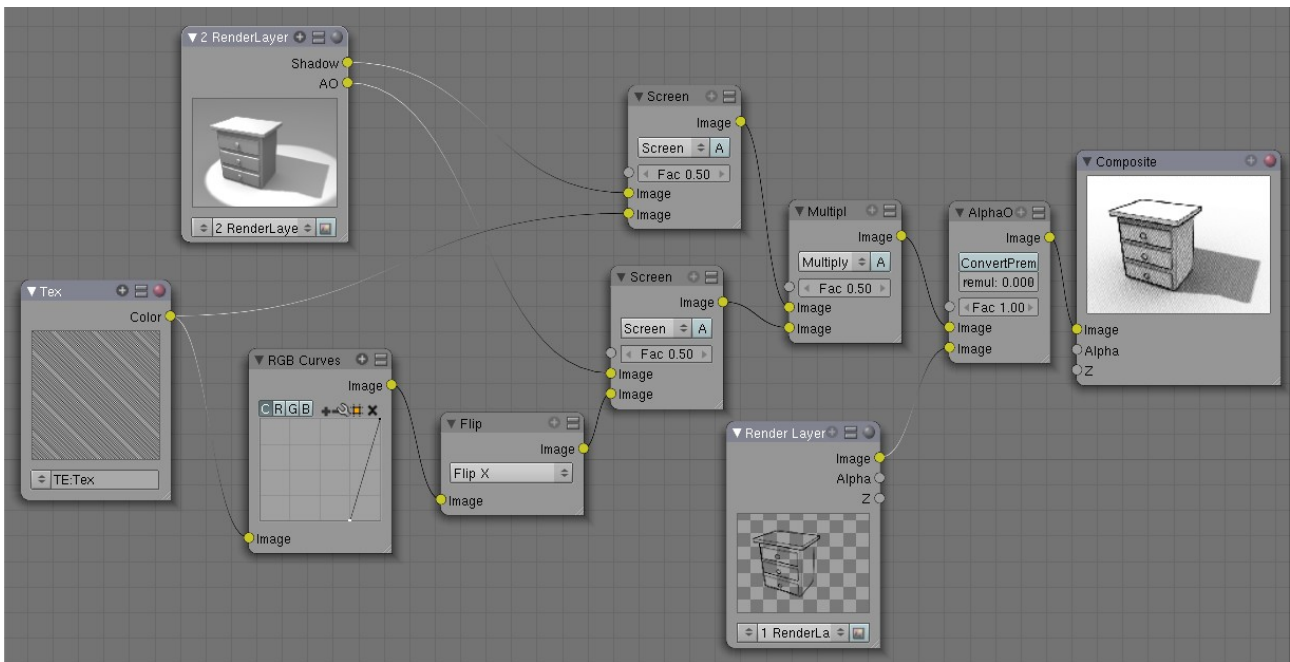 2 RenderLayer
Shadow
AO
2 RenderLaye
Tex
Color
TE:Tex
RGB Curves
Image
C R G B
Image
Flip
Image
Flip X
Image
Screen
Image
Screen A
Fac 0.50
Image
Image
Screen
Image
Screen A
Fac 0.50
Image
Image
Multipl
Image
Multiply A
Fac 0.50
Image
Image
AlphaO
Image
ConvertPrem
remul: 0.000
Fac 1.00
Image
Image
Render Layer
Image
Alpha
Z
1 RenderLa
Composite
Image
Alpha
Z